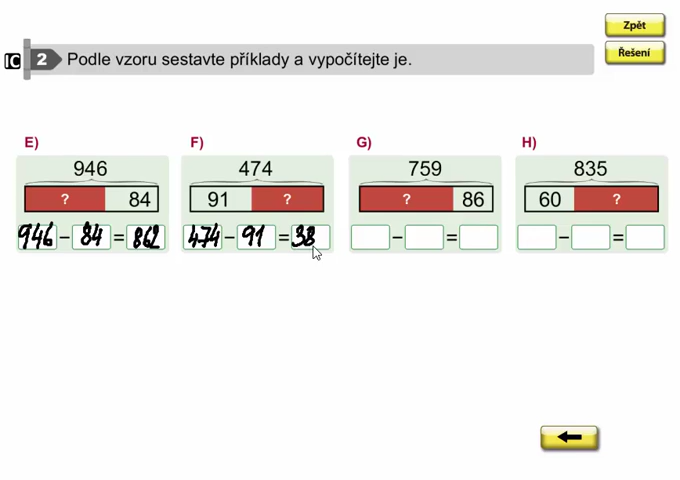 Zpět
Řešení
2 Podle vzoru sestavte příklady a vypočítejte je.
E) F) G) H)
946 474 759 835
? 84 91 ? ? 86 60 ?
946 - 84 = 862 474 - 91 = 38 - = - =